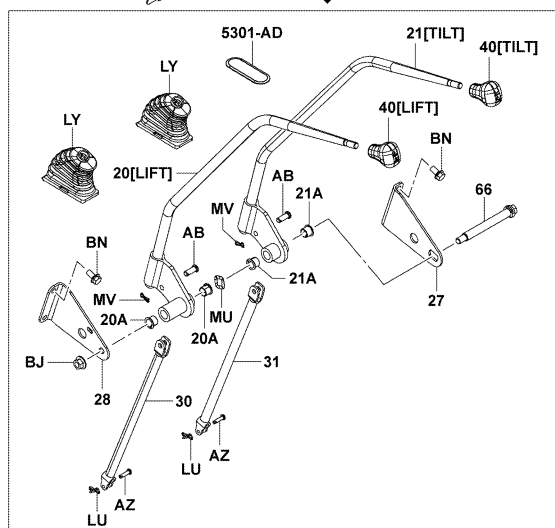 5301-AD
21[TILT]
40[TILT]
LY
LY
40[LIFT]
20[LIFT]
BN
AB
21A
66
MV
BN
AB
21A
27
MV
MU
20A
20A
BJ
28
31
30
AZ
LU
AZ
LU